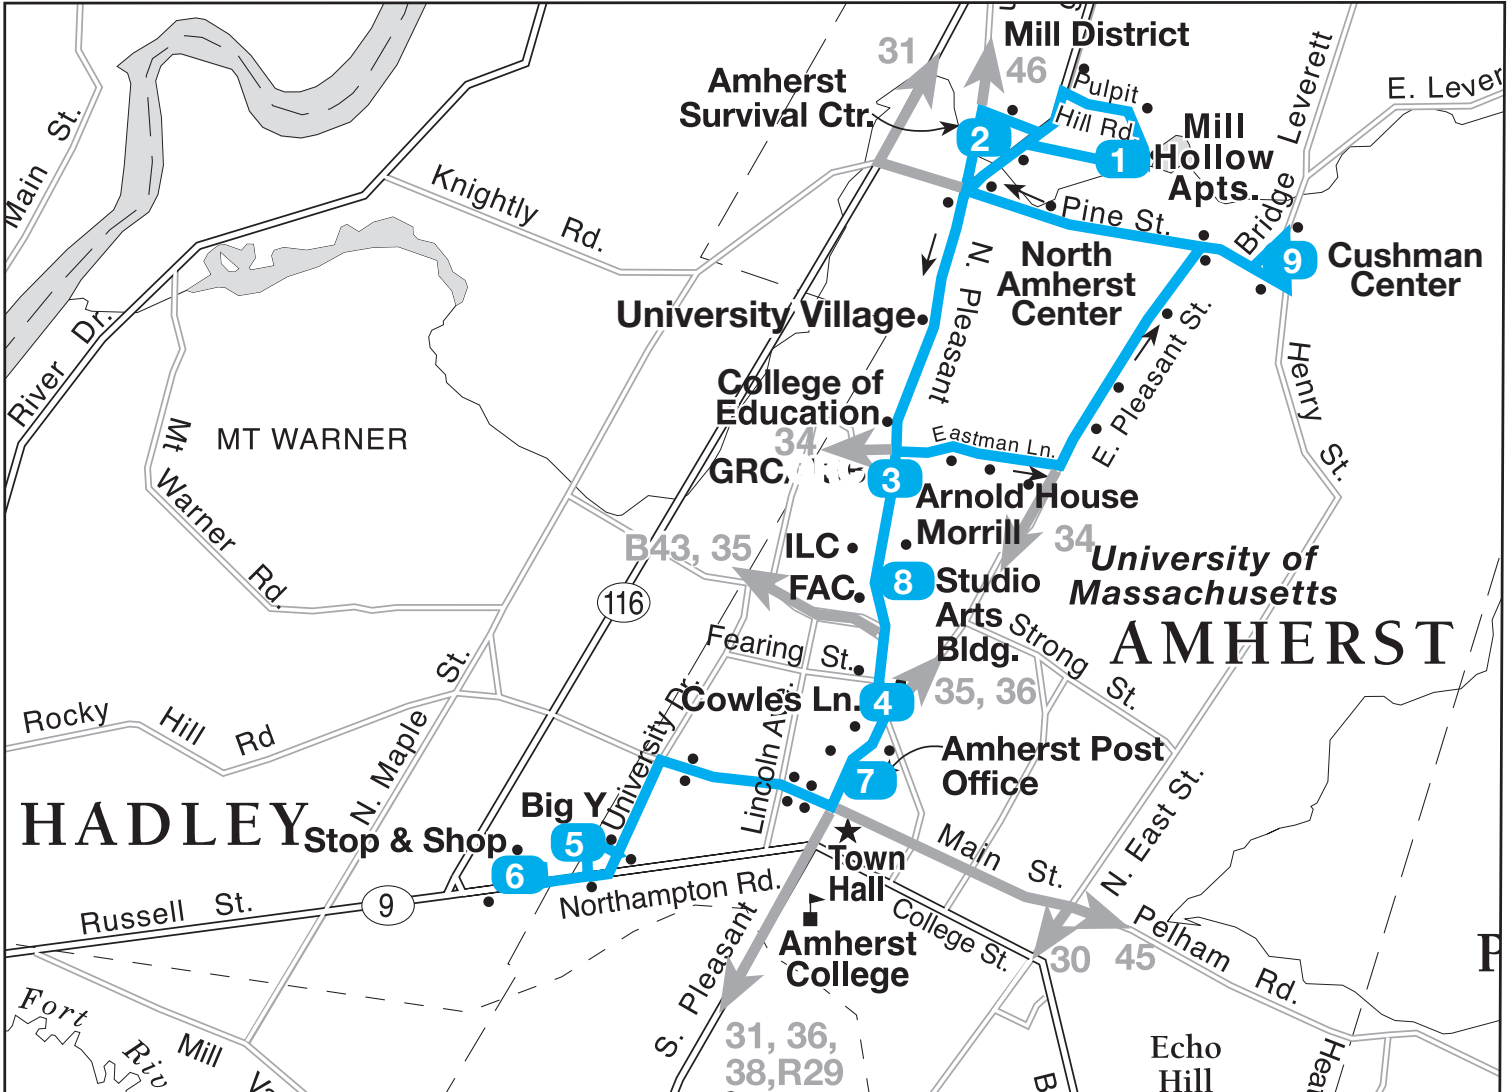 Mill District
31
46
Amherst
Survival Ctr.
Pulpit
Hill Rd
E. Lever
Main St.
2
1
Mill
Hollow
Apts.
Bridge
Leverett
Knightly Rd.
Pine St.
9
Cushman
Center
North
Amherst
Center
N. Pleasant
University Village
River Dr.
E. Pleasant St.
Henry St.
College of
Education
Mt
Warner
Rd.
MT WARNER
34
Eastman Ln.
GRC
3
Arnold House
Morrill
34
B43, 35
ILC
FAC
8
Studio
Arts
Bldg.
University of
Massachusetts
AMHERST
116
Fearing St.
Strong St.
35, 36
Cowles Ln.
4
Rocky Hill Rd
N. Maple St.
University Dr.
Lincoln Av
Amherst Post
Office
7
HADLEY
Big Y
Stop & Shop
5
6
Town
Hall
Main St.
N. East St.
Russell St.
9
Northampton Rd.
College St.
Amherst
College
30
45
Pelham Rd.
P
S. Pleasant
Fort
Riv
Mill
Va
31, 36,
38,R29
Echo
Hill
Hea
B